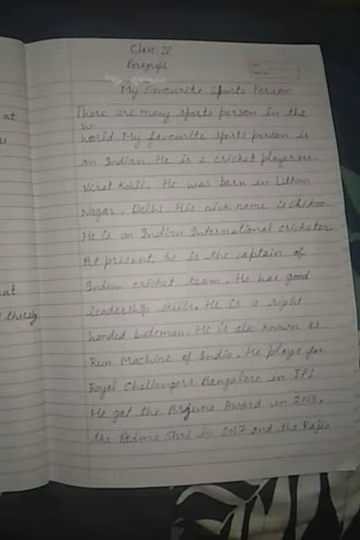 Class IV
Paragraph
My Favourite Sports Person
at
There are many sports person in the
w
world. My favourite sports person is
an Indian. He is a cricket player
Virat Kohli. He was born in Uttam
Nagar, Delhi. His nick name is chikoo.
He is an Indian International cricketer.
At present, he is the captain of
Indian cricket team. He has good
leadership skills. He is a right
handed batsman. He is also known as
Run Machine of India. He plays for
Royal Challengers Bangalore in IPL
He got the Arjuna Award in 2013,
the Padma Shri in 2017 and the Rajiv